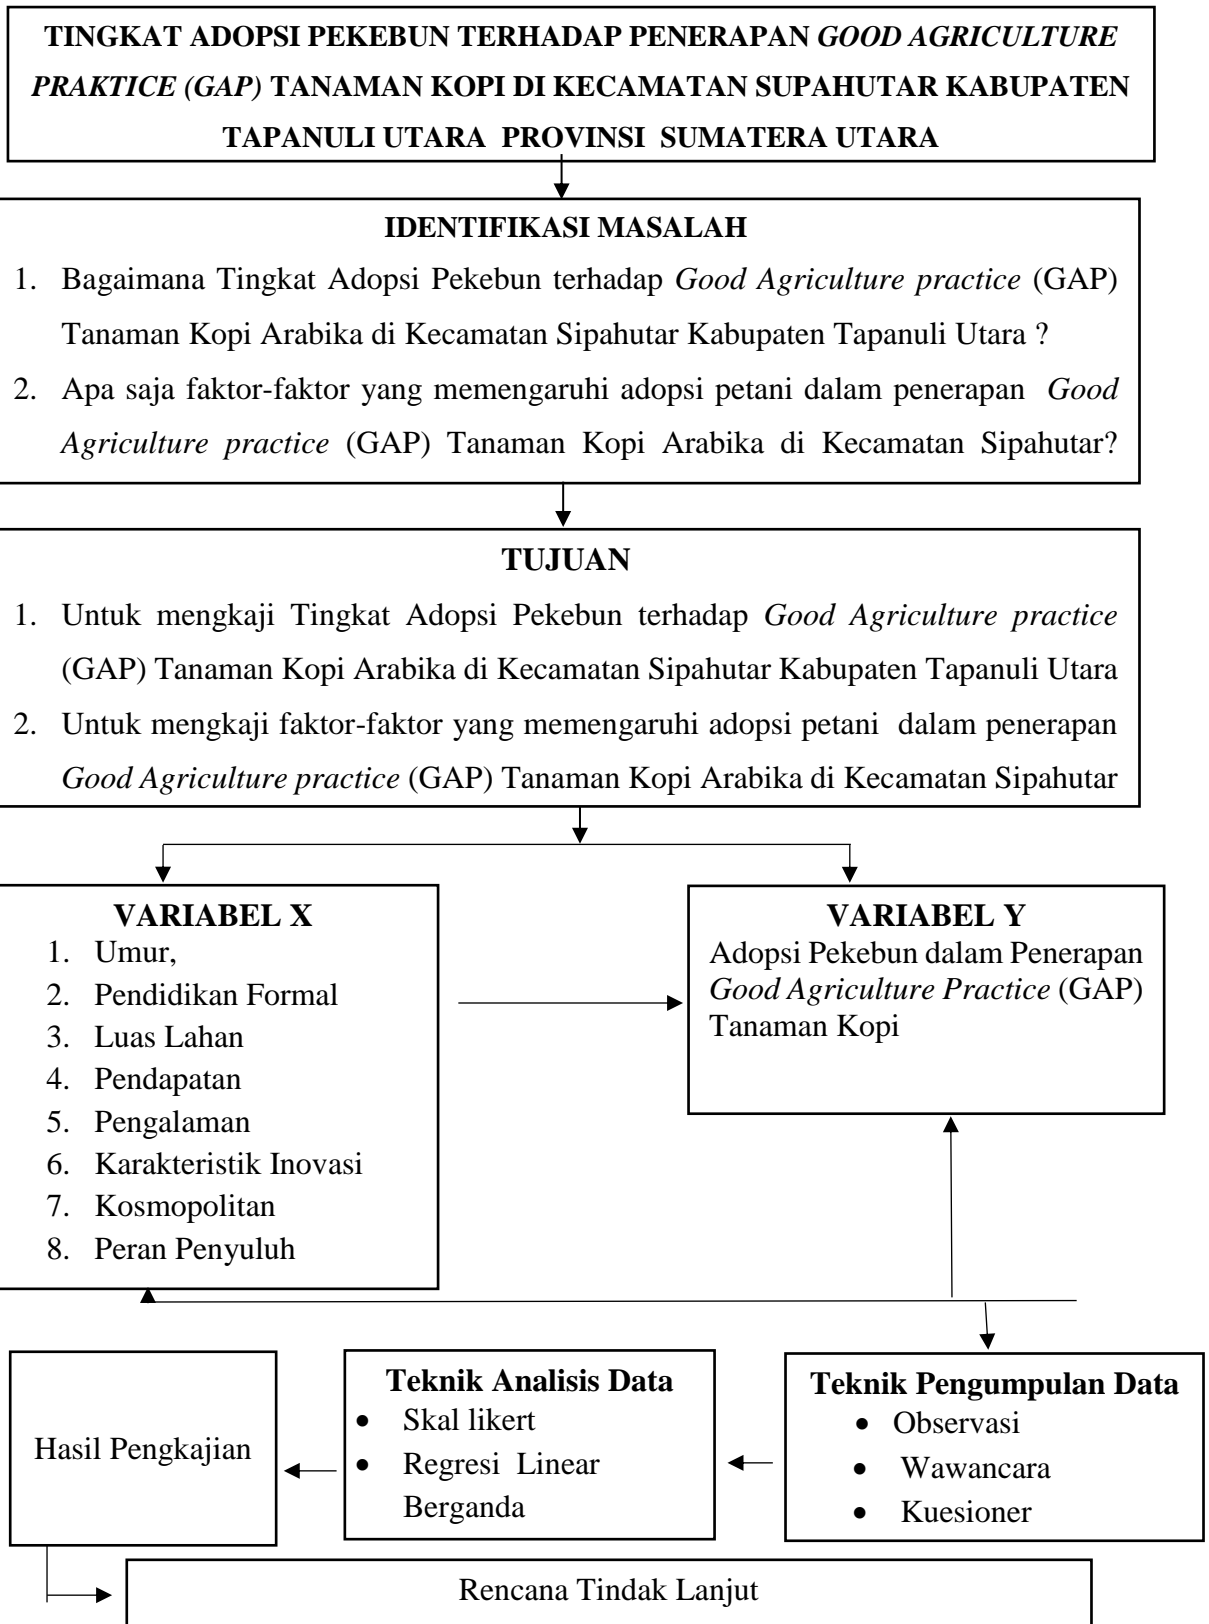 TINGKAT ADOPSI PEKEBUN TERHADAP PENERAPAN GOOD AGRICULTURE
PRAKTICE (GAP) TANAMAN KOPI DI KECAMATAN SUPAHUTAR KABUPATEN
TAPANULI UTARA PROVINSI SUMATERA UTARA
IDENTIFIKASI MASALAH
1. Bagaimana Tingkat Adopsi Pekebun terhadap Good Agriculture practice (GAP)
Tanaman Kopi Arabika di Kecamatan Sipahutar Kabupaten Tapanuli Utara ?
2. Apa saja faktor-faktor yang memengaruhi adopsi petani dalam penerapan Good
Agriculture practice (GAP) Tanaman Kopi Arabika di Kecamatan Sipahutar?
TUJUAN
1. Untuk mengkaji Tingkat Adopsi Pekebun terhadap Good Agriculture practice
(GAP) Tanaman Kopi Arabika di Kecamatan Sipahutar Kabupaten Tapanuli Utara
2. Untuk mengkaji faktor-faktor yang memengaruhi adopsi petani dalam penerapan
Good Agriculture practice (GAP) Tanaman Kopi Arabika di Kecamatan Sipahutar
VARIABEL X
1. Umur,
2. Pendidikan Formal
3. Luas Lahan
4. Pendapatan
5. Pengalaman
6. Karakteristik Inovasi
7. Kosmopolitan
8. Peran Penyuluh
VARIABEL Y
Adopsi Pekebun dalam Penerapan
Good Agriculture Practice (GAP)
Tanaman Kopi
Hasil Pengkajian
Teknik Analisis Data
• Skal likert
• Regresi Linear
Berganda
Teknik Pengumpulan Data
• Observasi
• Wawancara
• Kuesioner
Rencana Tindak Lanjut